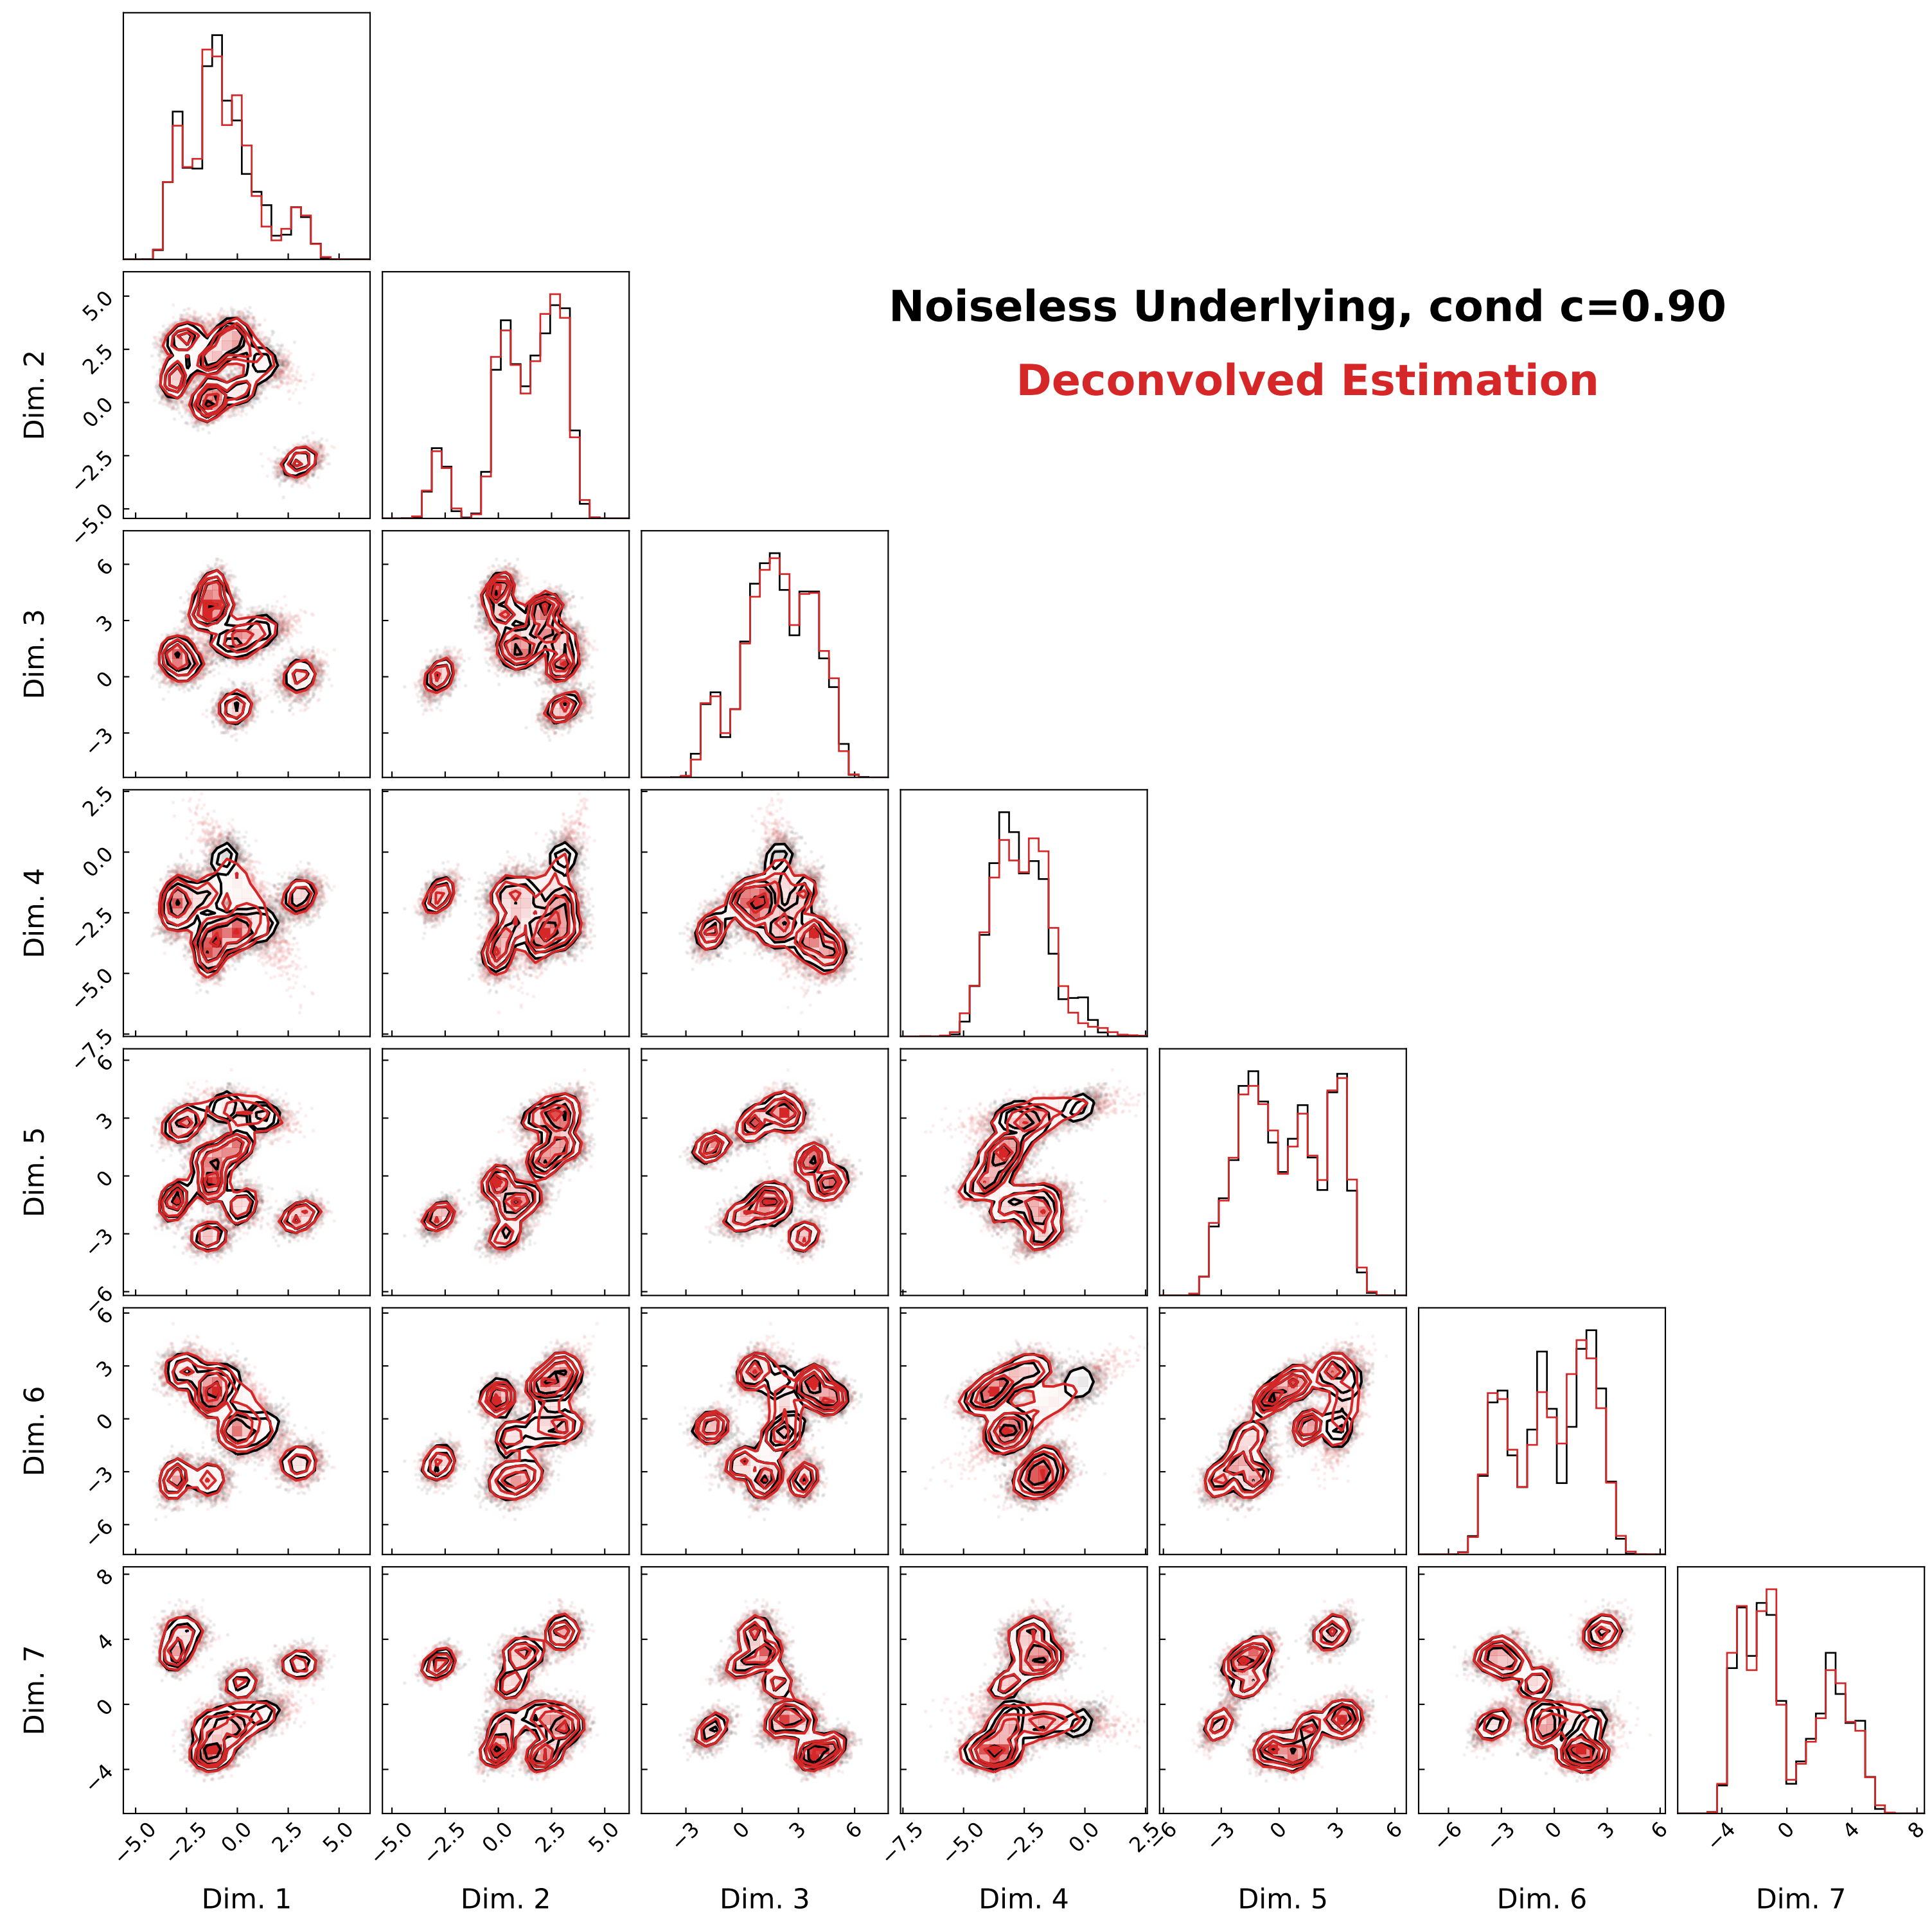 Noiseless Underlying, cond c=0.90
Deconvolved Estimation
Dim. 2
5.0
2.5
0.0
−2.5
−5.0
Dim. 3
6
3
0
−3
Dim. 4
2.5
0.0
−2.5
−5.0
−7.5
Dim. 5
6
3
0
−3
−6
Dim. 6
6
3
0
−3
−6
Dim. 7
8
4
0
−4
−5.0 −2.5 0.0 2.5 5.0
−5.0 −2.5 0.0 2.5 5.0
−3 0 3 6
−7.5 −5.0 −2.5 0.0 2.5
−6 −3 0 3 6
−6 −3 0 3 6
−4 0 4 8
Dim. 1 Dim. 2 Dim. 3 Dim. 4 Dim. 5 Dim. 6 Dim. 7